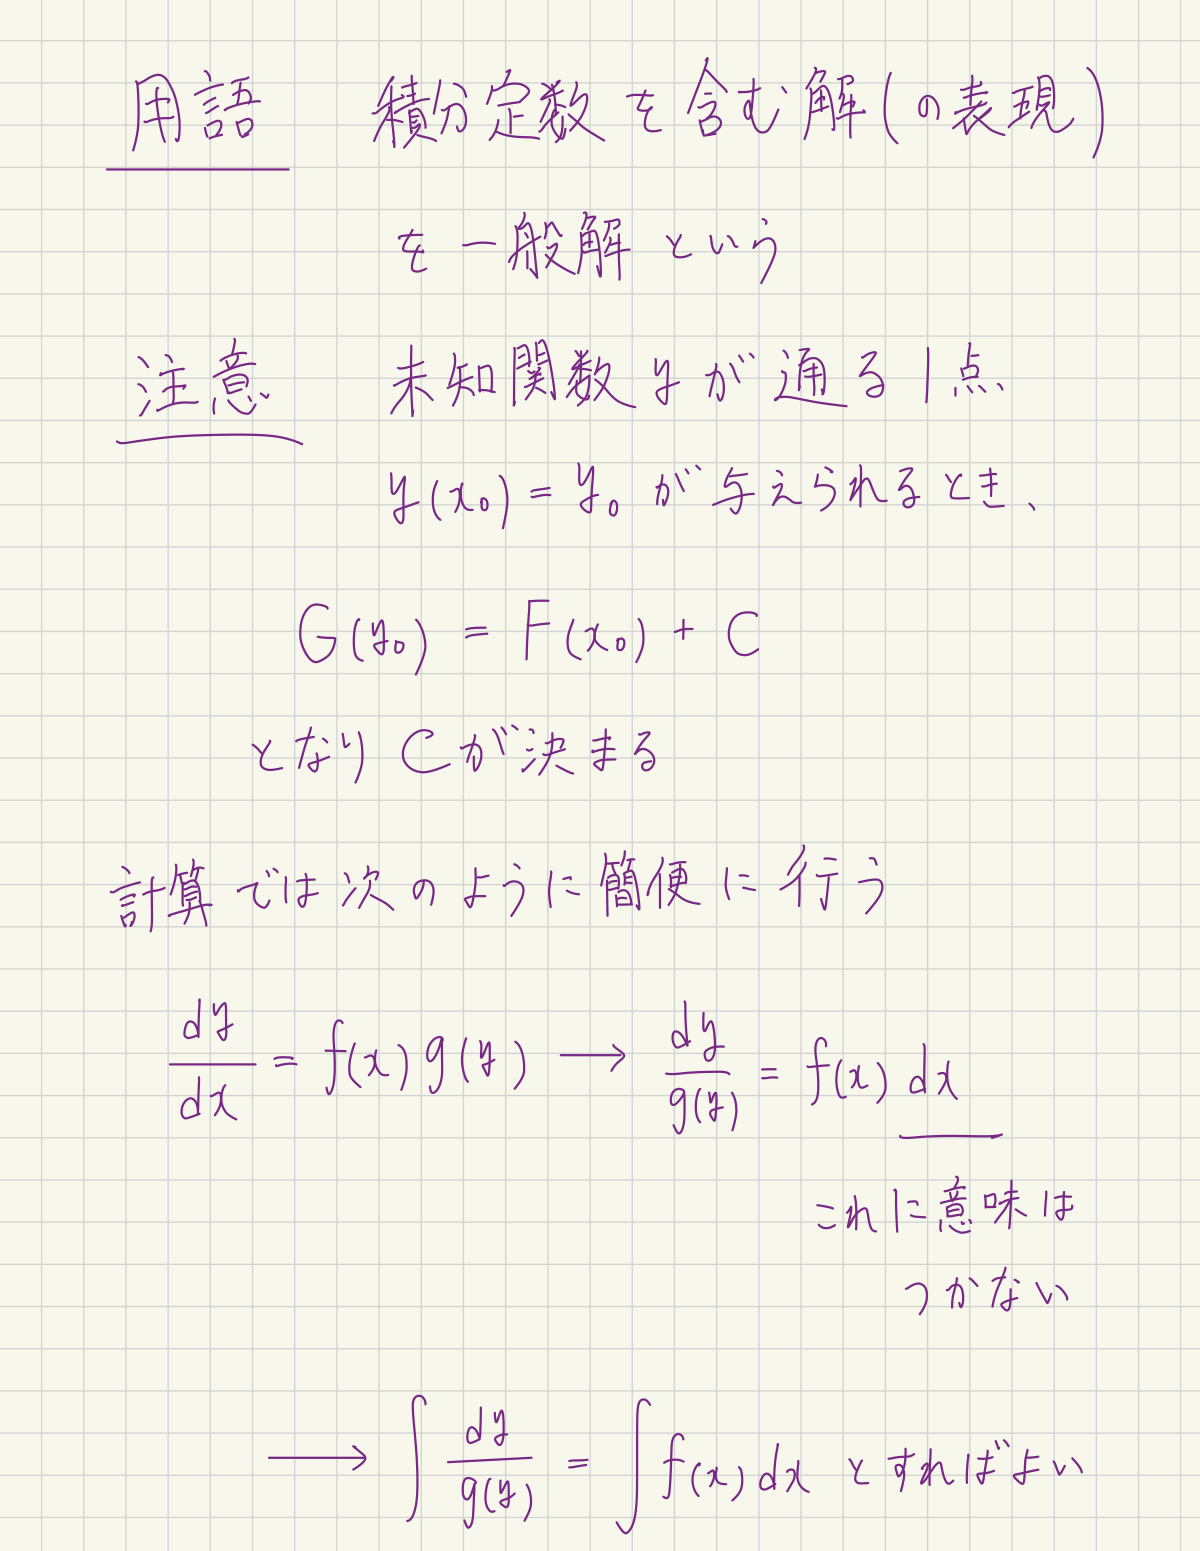 用語 積分定数を含む解(の表現)
を一般解という
注意 未知関数yが通る1点
y(x₀) = y₀ が与えられるとき、
G(y₀) = F(x₀) + C
となりCが決まる
計算では次のように簡便に行う
dy/dx = f(x)g(y) → dy/g(y) = f(x) dx
これに意味は
つかない
→ ∫ dy/g(y) = ∫ f(x) dx とすればよい